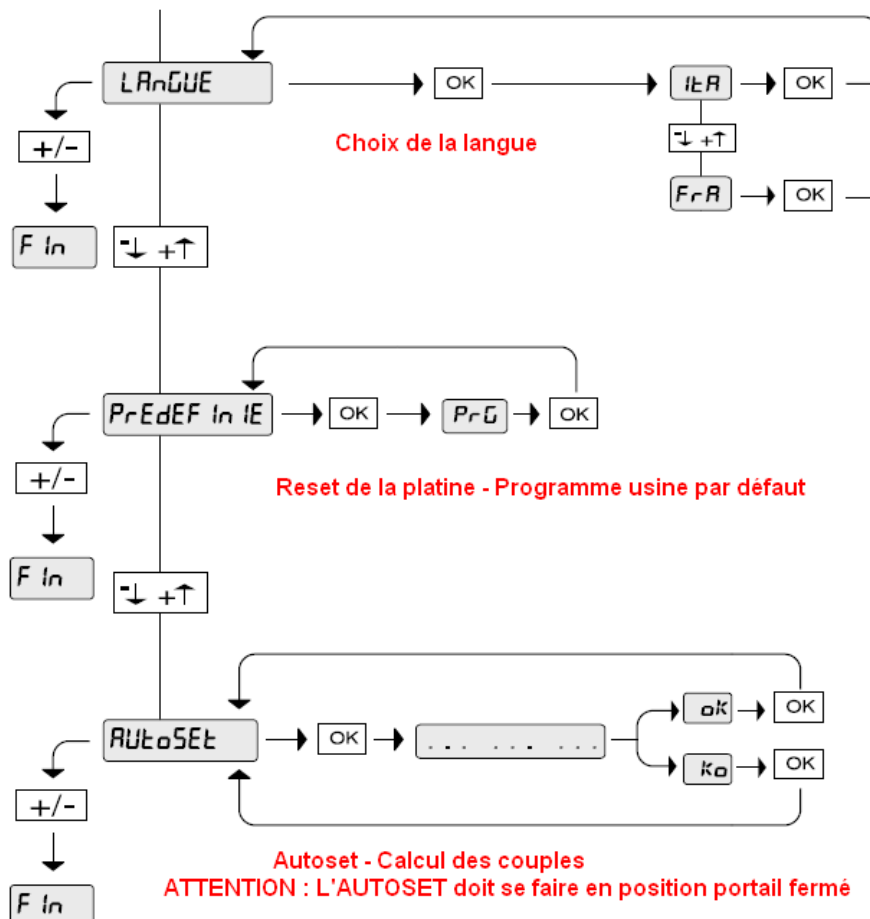 LAnGUE
OK
ItA
OK
+/-
Choix de la langue
-↓ +↑
FrA
OK
F In
-↓ +↑
PrEdEF In IE
OK
PrG
OK
+/-
Reset de la platine - Programme usine par défaut
F In
-↓ +↑
AUtoSEt
OK
... ... ...
oK
OK
Ko
OK
+/-
Autoset - Calcul des couples
ATTENTION : L'AUTOSET doit se faire en position portail fermé
F In